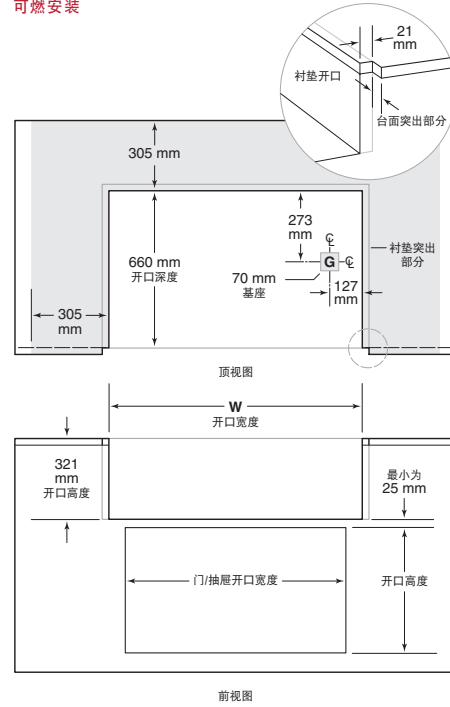 可燃安装
21
mm
衬垫开口
台面突出部分
305 mm
273
mm
℄
G
℄
660 mm
开口深度
衬垫突出
部分
70 mm
基座
127
mm
305
mm
顶视图
W
开口宽度
321
mm
开口高度
最小为
25 mm
门/抽屉开口宽度
开口高度
前视图